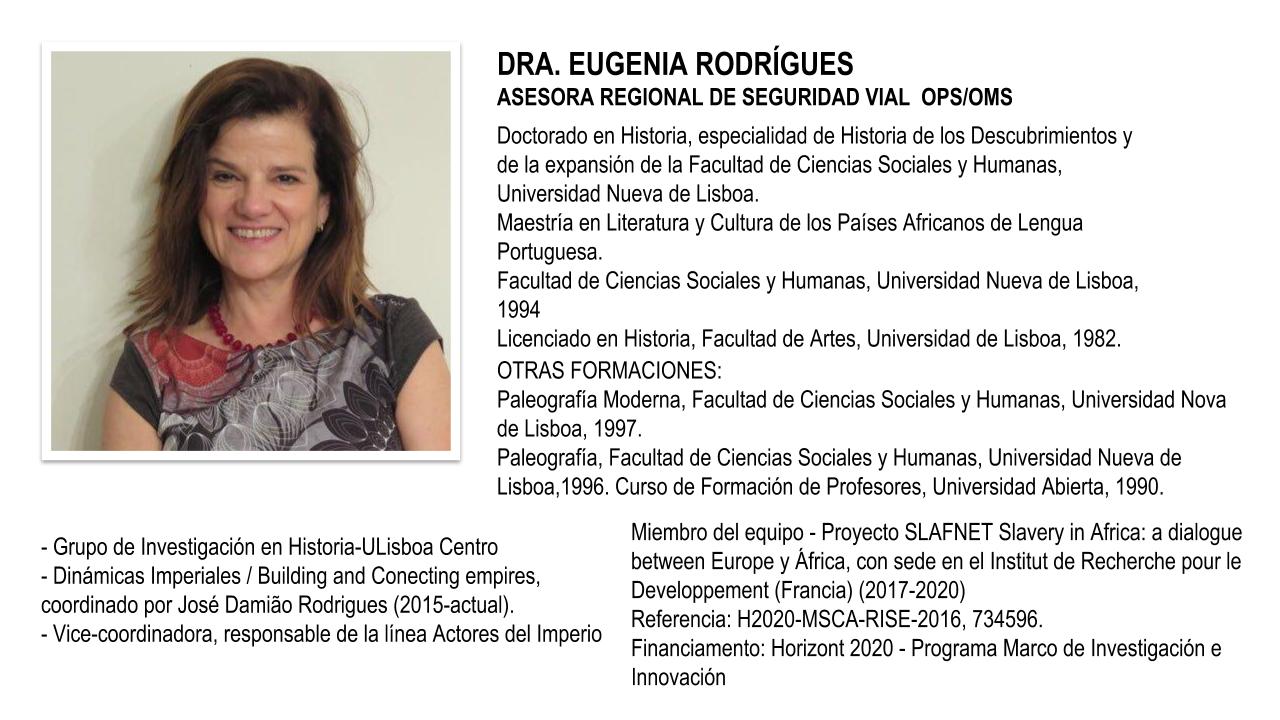 DRA. EUGENIA RODRÍGUES
ASESORA REGIONAL DE SEGURIDAD VIAL OPS/OMS
Doctorado en Historia, especialidad de Historia de los Descubrimientos y
de la expansión de la Facultad de Ciencias Sociales y Humanas,
Universidad Nueva de Lisboa.
Maestría en Literatura y Cultura de los Países Africanos de Lengua
Portuguesa.
Facultad de Ciencias Sociales y Humanas, Universidad Nueva de Lisboa,
1994
Licenciado en Historia, Facultad de Artes, Universidad de Lisboa, 1982.
OTRAS FORMACIONES:
Paleografía Moderna, Facultad de Ciencias Sociales y Humanas, Universidad Nova
de Lisboa, 1997.
Paleografía, Facultad de Ciencias Sociales y Humanas, Universidad Nueva de
Lisboa,1996. Curso de Formación de Profesores, Universidad Abierta, 1990.
- Grupo de Investigación en Historia-ULisboa Centro
- Dinámicas Imperiales / Building and Conecting empires,
coordinado por José Damião Rodrigues (2015-actual).
- Vice-coordinadora, responsable de la línea Actores del Imperio
Miembro del equipo - Proyecto SLAFNET Slavery in Africa: a dialogue
between Europe y África, con sede en el Institut de Recherche pour le
Developpement (Francia) (2017-2020)
Referencia: H2020-MSCA-RISE-2016, 734596.
Financiamento: Horizont 2020 - Programa Marco de Investigación e
Innovación